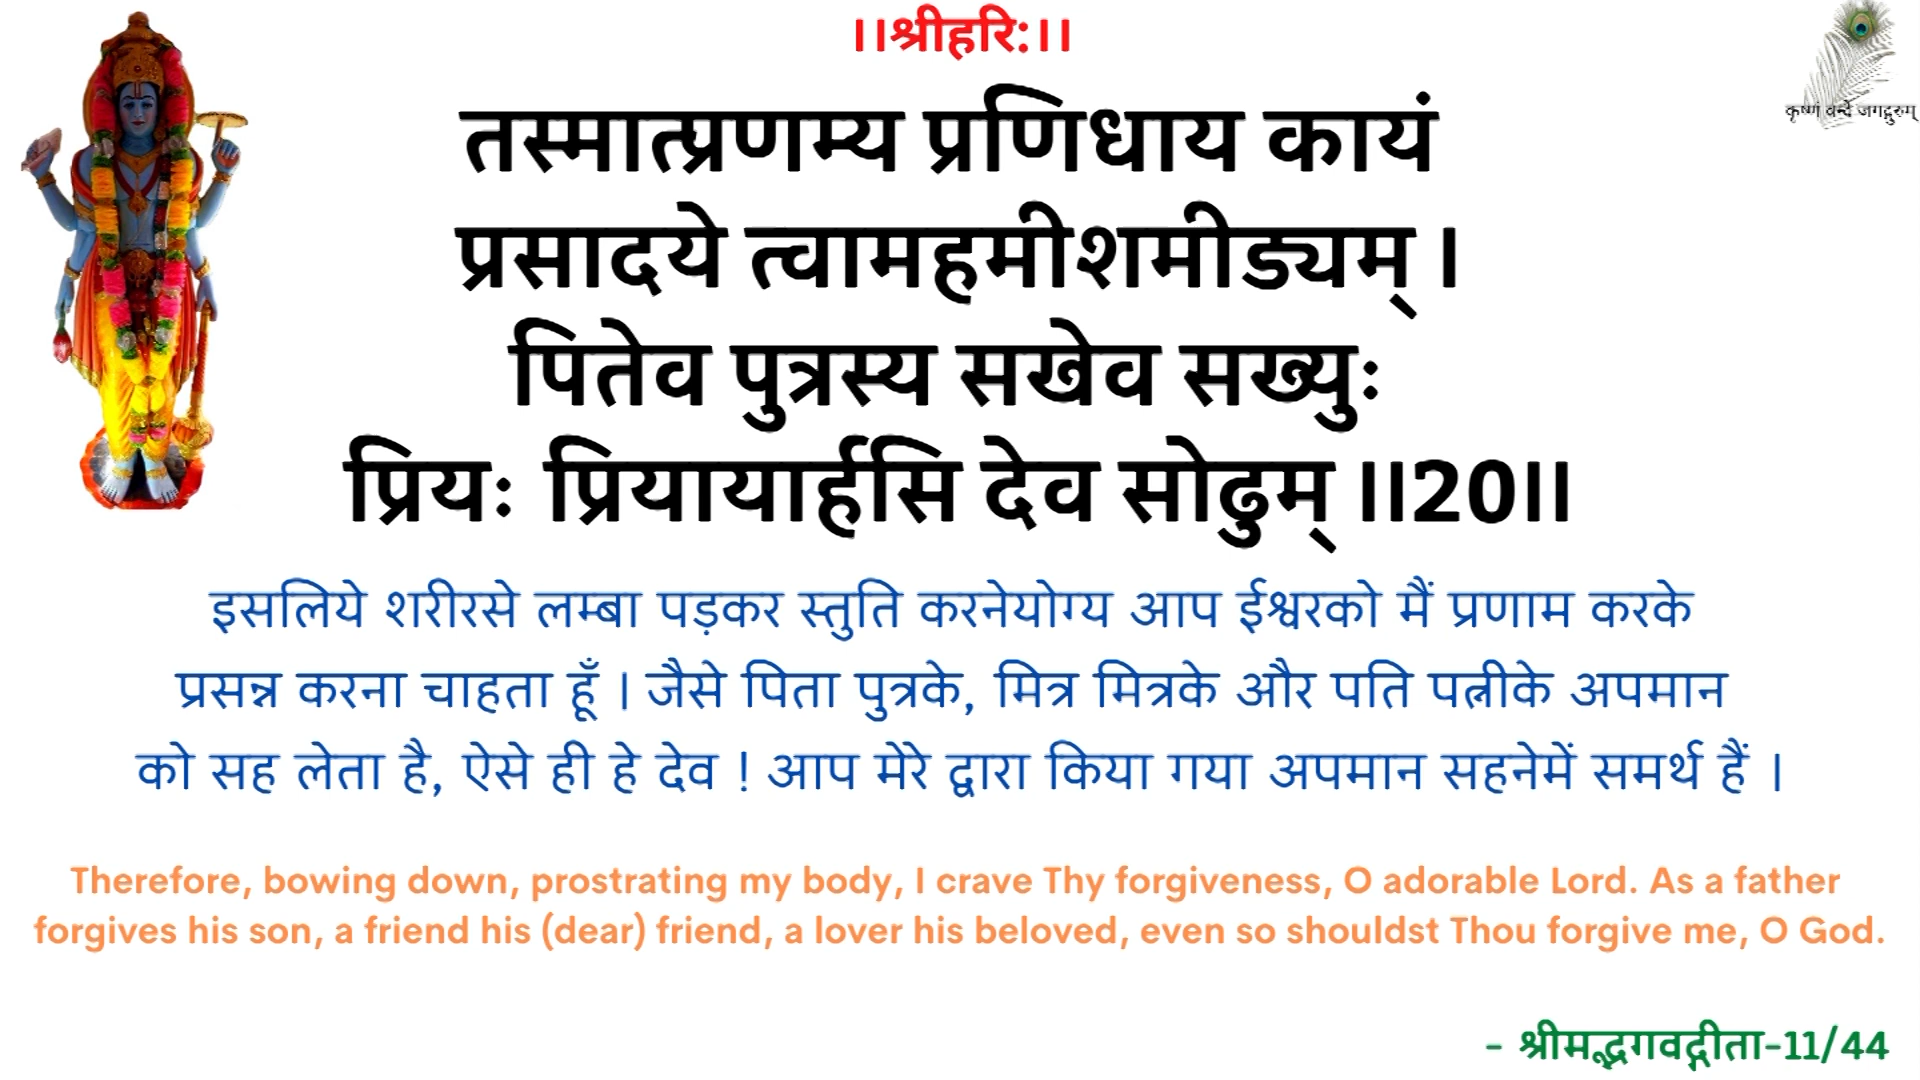 ।।श्रीहरि:।।
कृष्णं वन्दे जगद्गुरुम्
तस्मात्प्रणम्य प्रणिधाय कायं
प्रसादये त्वामहमीशमीड्यम् ।
पितेव पुत्रस्य सखेव सख्युः
प्रियः प्रियायार्हसि देव सोढुम् ।।20।।
इसलिये शरीरसे लम्बा पड़कर स्तुति करनेयोग्य आप ईश्वरको मैं प्रणाम करके
प्रसन्न करना चाहता हूँ । जैसे पिता पुत्रके, मित्र मित्रके और पति पत्नीके अपमान
को सह लेता है, ऐसे ही हे देव ! आप मेरे द्वारा किया गया अपमान सहनेमें समर्थ हैं ।
Therefore, bowing down, prostrating my body, I crave Thy forgiveness, O adorable Lord. As a father
forgives his son, a friend his (dear) friend, a lover his beloved, even so shouldst Thou forgive me, O God.
- श्रीमद्भगवद्गीता-11/44